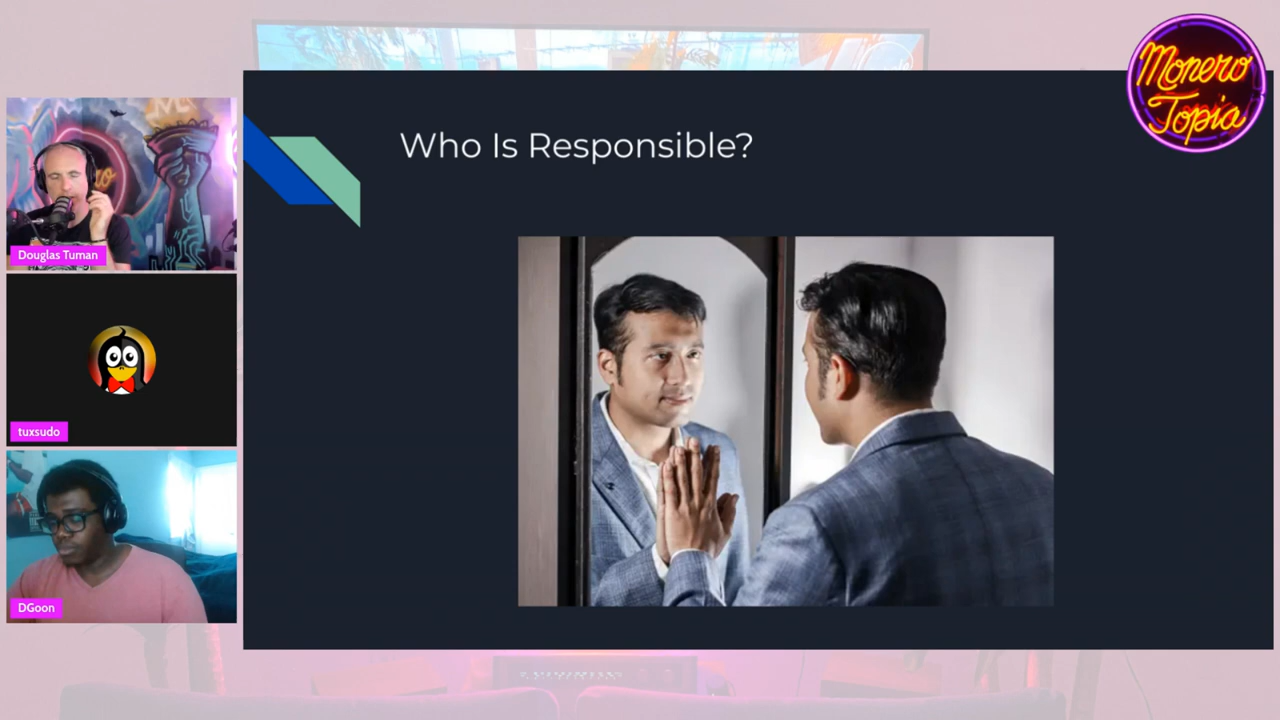 Monero
Topia
Who Is Responsible?
Douglas Tuman
tuxsudo
DGoon